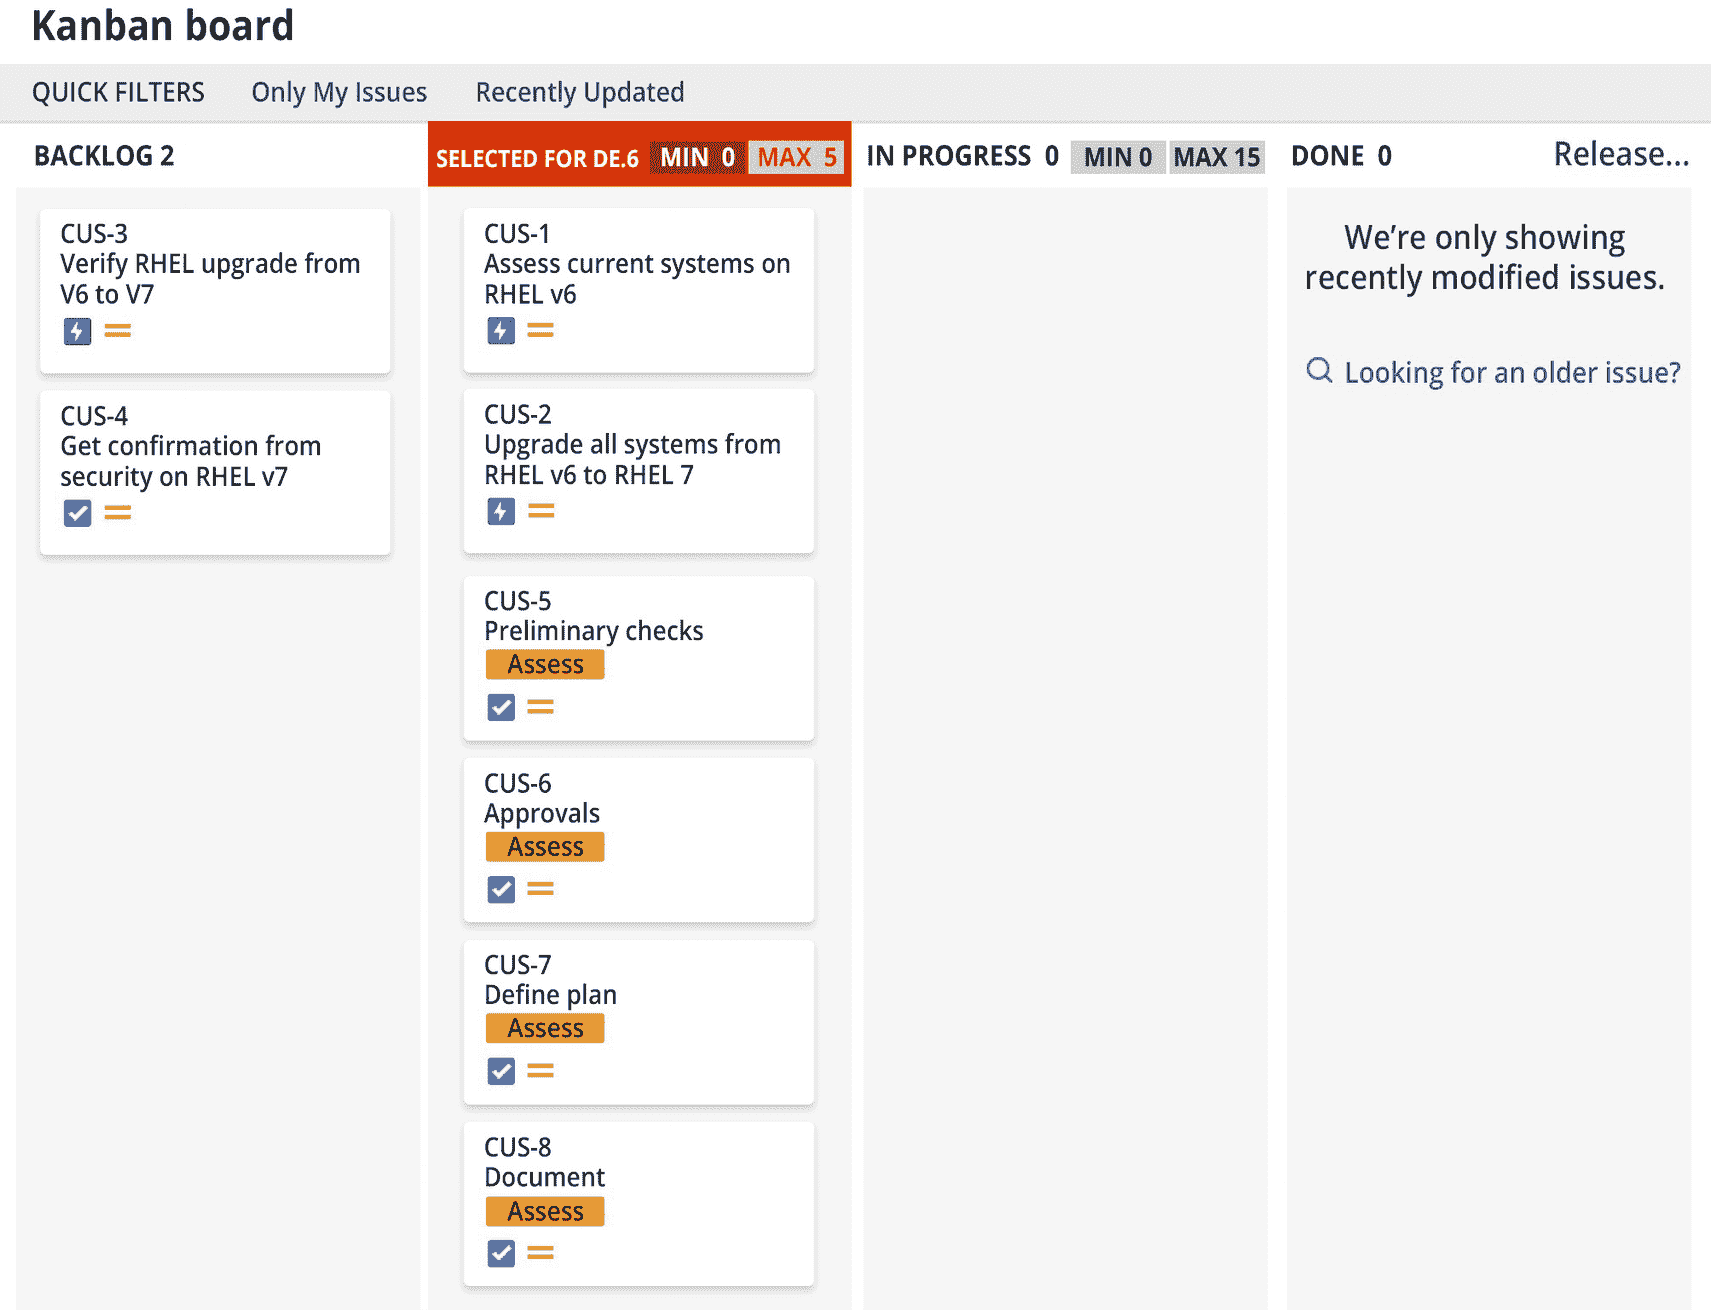 Kanban board
QUICK FILTERS Only My Issues Recently Updated
BACKLOG 2
CUS-3
Verify RHEL upgrade from
V6 to V7
CUS-4
Get confirmation from
security on RHEL v7
SELECTED FOR DE.6 MIN 0 MAX 5
CUS-1
Assess current systems on
RHEL v6
CUS-2
Upgrade all systems from
RHEL v6 to RHEL 7
CUS-5
Preliminary checks
Assess
CUS-6
Approvals
Assess
CUS-7
Define plan
Assess
CUS-8
Document
Assess
IN PROGRESS 0 MIN 0 MAX 15
DONE 0 Release...
We’re only showing
recently modified issues.
Looking for an older issue?